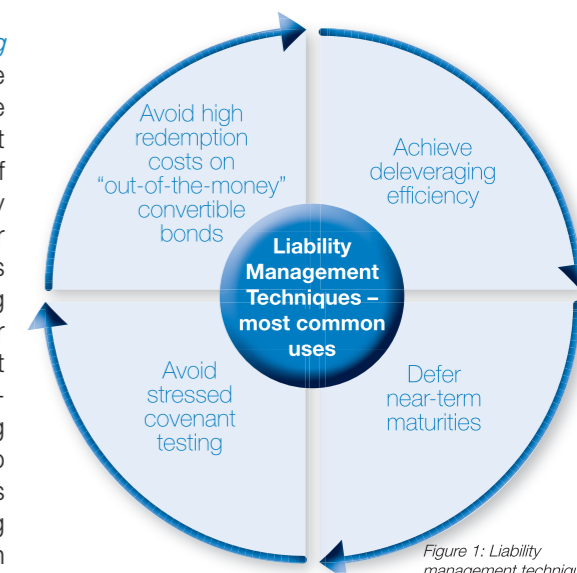 Avoid high
redemption
costs on
“out-of-the-money”
convertible
bonds
Achieve
deleveraging
efficiency
Liability
Management
Techniques –
most common
uses
Avoid
stressed
covenant
testing
Defer
near-term
maturities
Figure 1: Liability
management